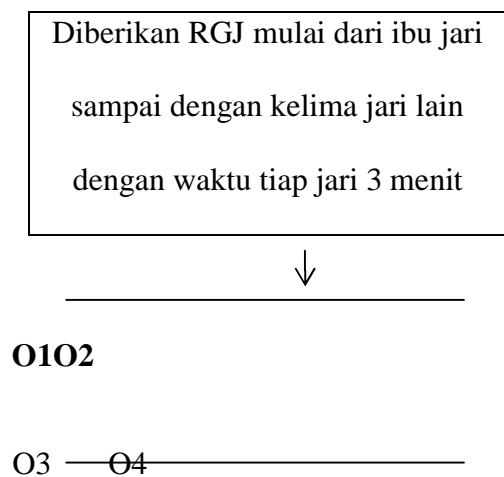 Diberikan RGJ mulai dari ibu jari
sampai dengan kelima jari lain
dengan waktu tiap jari 3 menit
O1O2
O3 O4